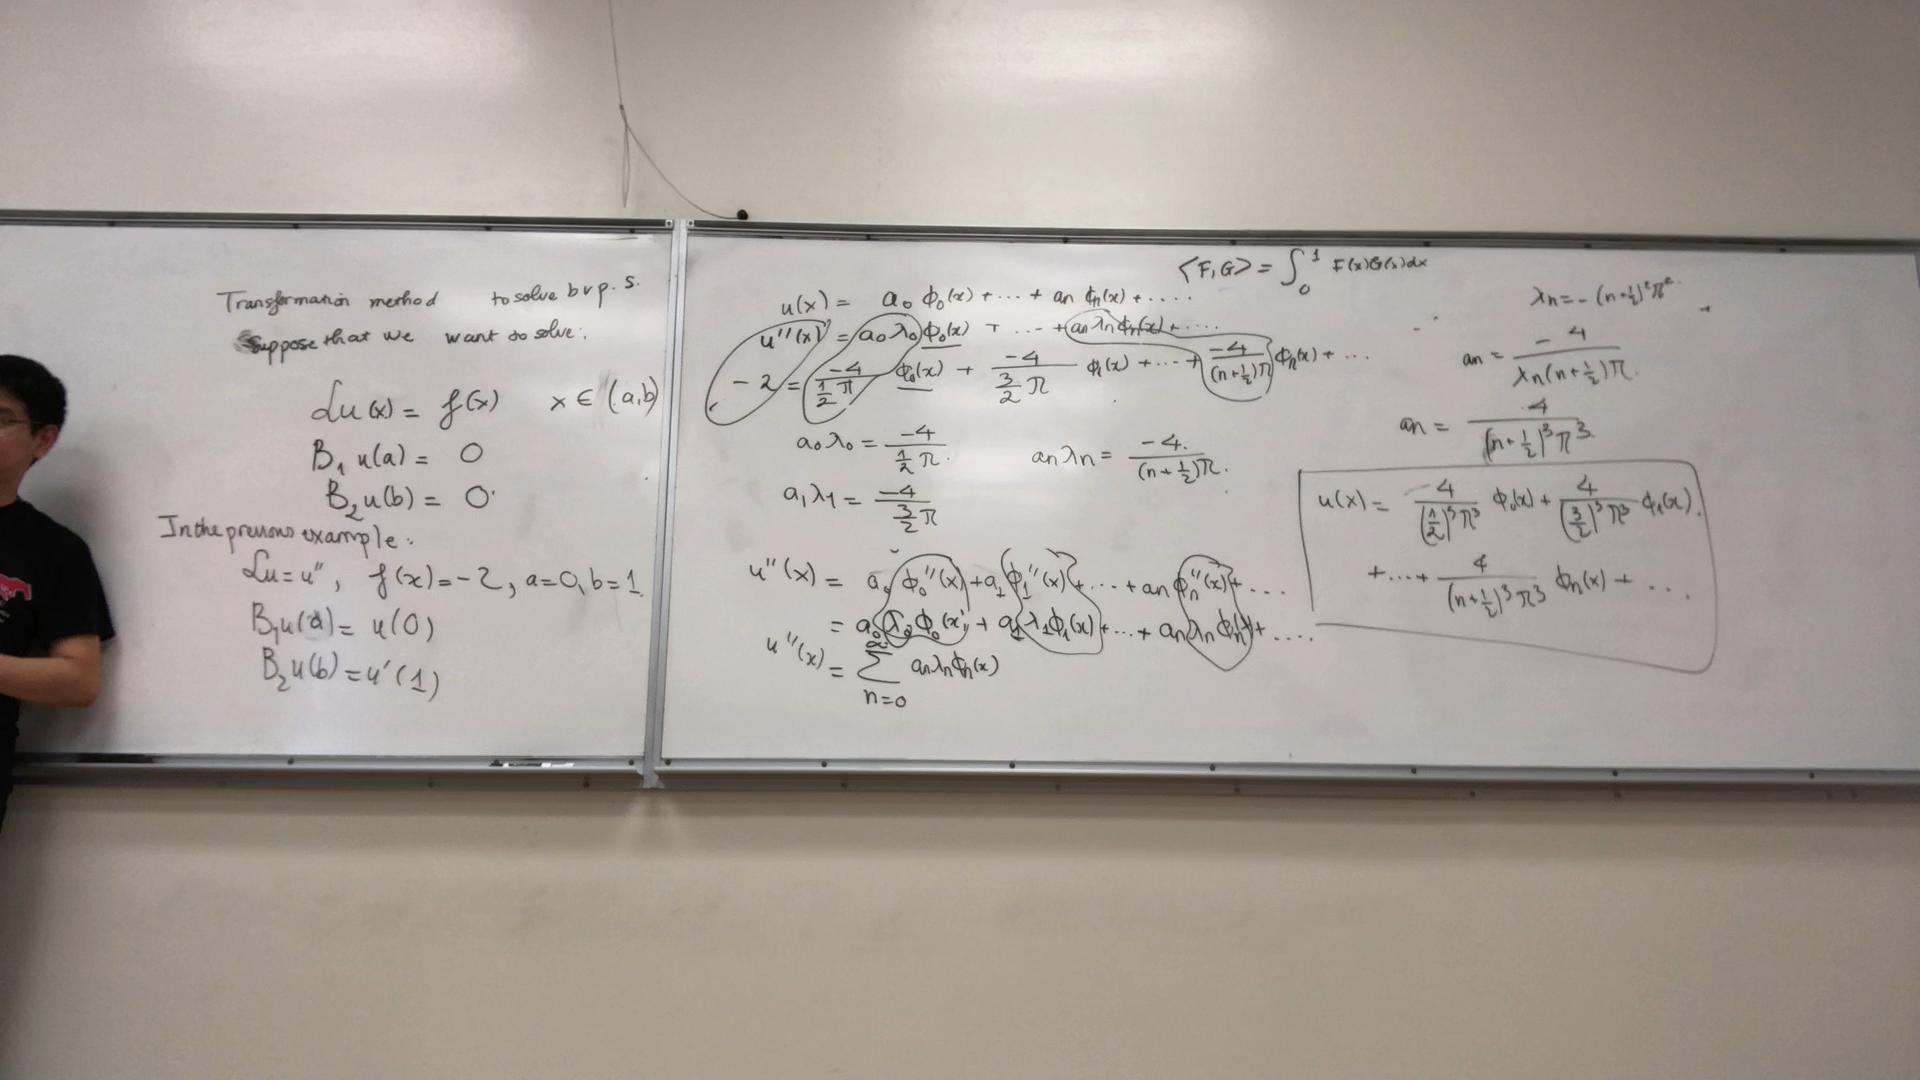 Transformation method to solve bvp.s.
Suppose that we want to solve:
Lu(x) = f(x) x ∈ (a,b)
B₁ u(a) = 0
B₂ u(b) = 0
In the previous example:
Lu = u'', f(x) = -2, a=0, b=1
B₁u(a) = u(0)
B₂u(b) = u'(1)
⟨F,G⟩ = ∫₀¹ F(x)G(x)dx
u(x) = a₀ ϕ₀(x) + ··· + aₙ ϕₙ(x) + ....
u''(x) = a₀λ₀ϕ₀(x) + ··· + aₙλₙϕₙ(x) + ....
-2 = -4/(½π) ϕ₀(x) + -4/(3/2 π) ϕ₁(x) + ··· + -4/((n+½)π) ϕₙ(x) + ...
a₀λ₀ = -4/(½π) aₙλₙ = -4/((n+½)π)
a₁λ₁ = -4/(3/2 π)
u''(x) = a₀ϕ₀''(x) + a₁ϕ₁''(x) + ··· + aₙϕₙ''(x) + ...
= a₀λ₀ϕ₀(x) + a₁λ₁ϕ₁(x) + ··· + aₙλₙϕₙ(x) + ....
u''(x) = ∑_{n=0}^{∞} aₙλₙϕₙ(x)
λₙ = -(n+½)²π²
aₙ = -4/(λₙ(n+½)π)
aₙ = 4/((n+½)³π³)
u(x) = 4/((1/2)³π³) ϕ₀(x) + 4/((3/2)³π³) ϕ₁(x)
+ ··· + 4/((n+½)³π³) ϕₙ(x) + ...